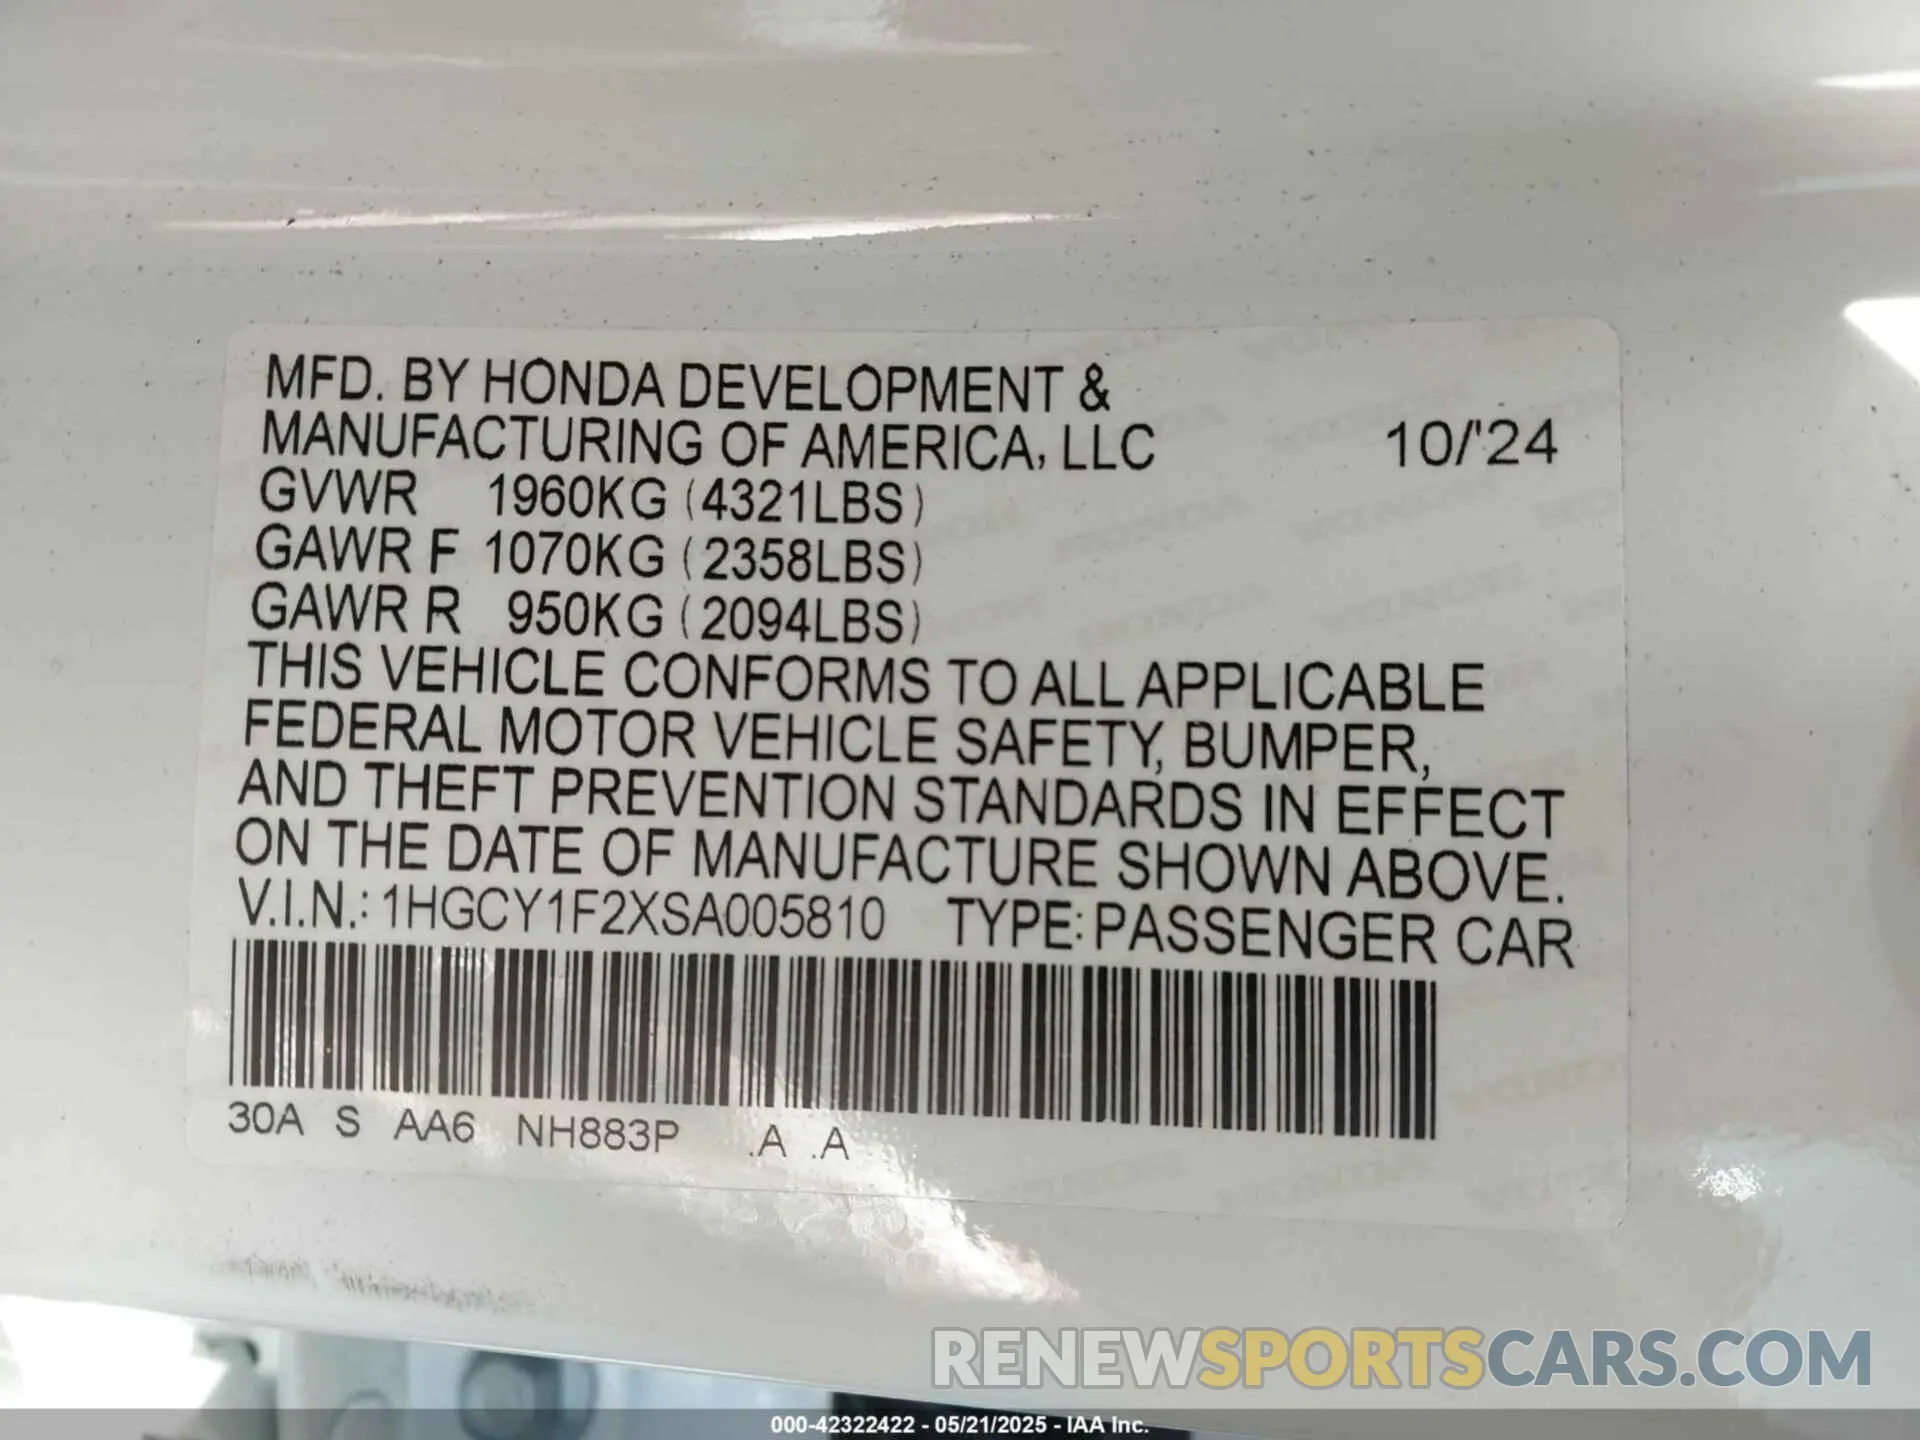 MFD. BY HONDA DEVELOPMENT &
MANUFACTURING OF AMERICA, LLC 10/'24
GVWR 1960KG (4321LBS)
GAWR F 1070KG (2358LBS)
GAWR R 950KG (2094LBS)
THIS VEHICLE CONFORMS TO ALL APPLICABLE
FEDERAL MOTOR VEHICLE SAFETY, BUMPER,
AND THEFT PREVENTION STANDARDS IN EFFECT
ON THE DATE OF MANUFACTURE SHOWN ABOVE.
V.I.N.: 1HGCY1F2XSA005810 TYPE: PASSENGER CAR
30A S AA6 NH883P .A .A
RENEWSPORTSCARS.COM
000-42322422 - 05/21/2025 - IAA Inc.